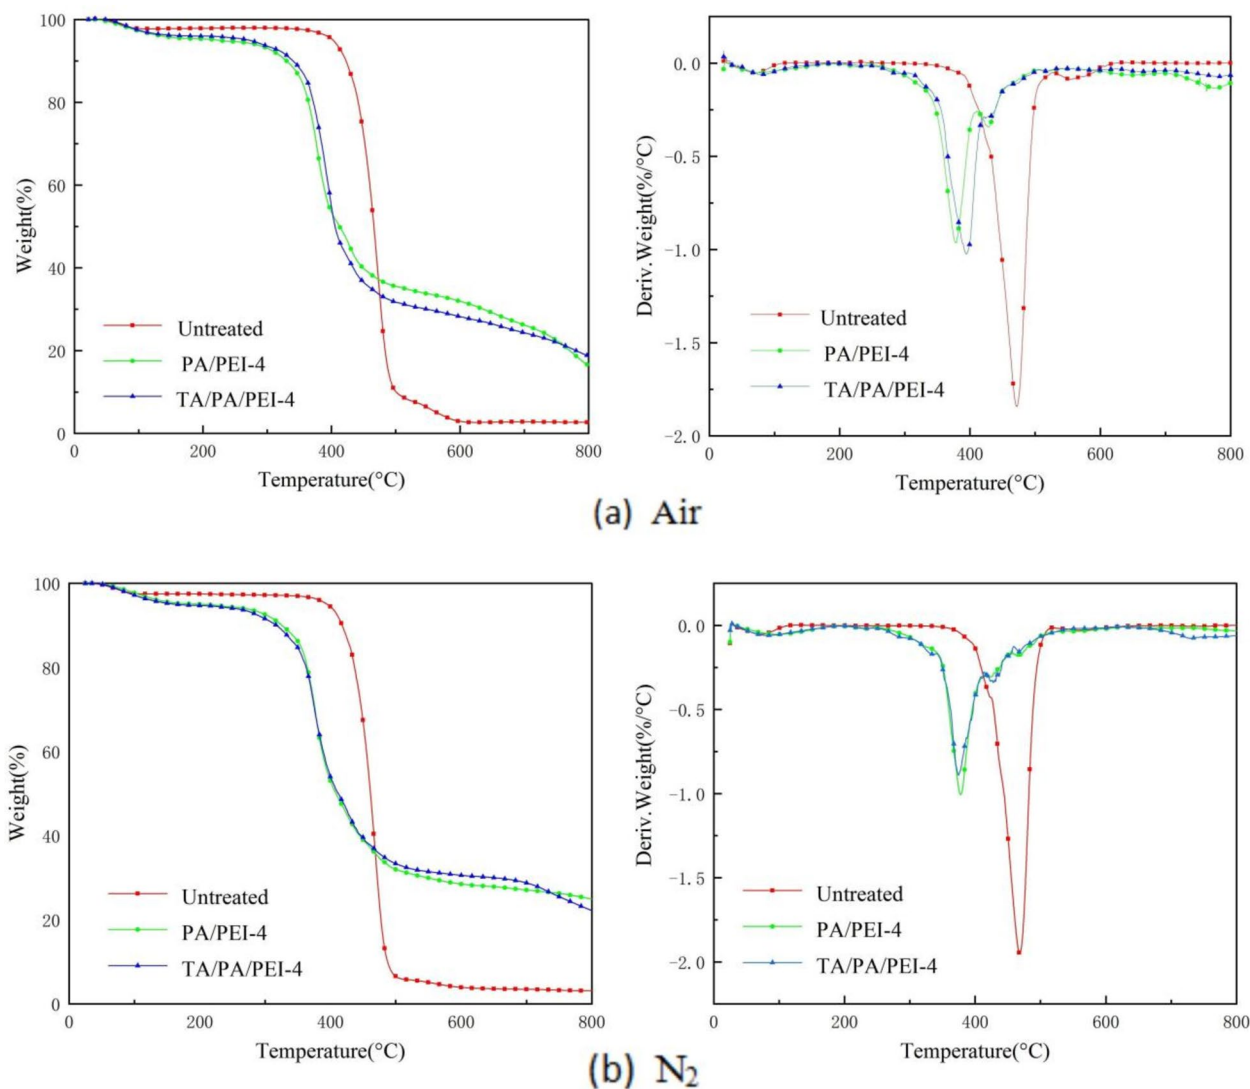 100
80
60
40
20
0
Weight(%)
Untreated
PA/PEI-4
TA/PA/PEI-4
0 200 400 600 800
Temperature(°C)
0.0
-0.5
-1.0
-1.5
-2.0
Deriv.Weight(%/°C)
Untreated
PA/PEI-4
TA/PA/PEI-4
0 200 400 600 800
Temperature(°C)
(a) Air
100
80
60
40
20
0
Weight(%)
Untreated
PA/PEI-4
TA/PA/PEI-4
0 200 400 600 800
Temperature(°C)
0.0
-0.5
-1.0
-1.5
-2.0
Deriv.Weight(%/°C)
Untreated
PA/PEI-4
TA/PA/PEI-4
0 200 400 600 800
Temperature(°C)
(b) N₂